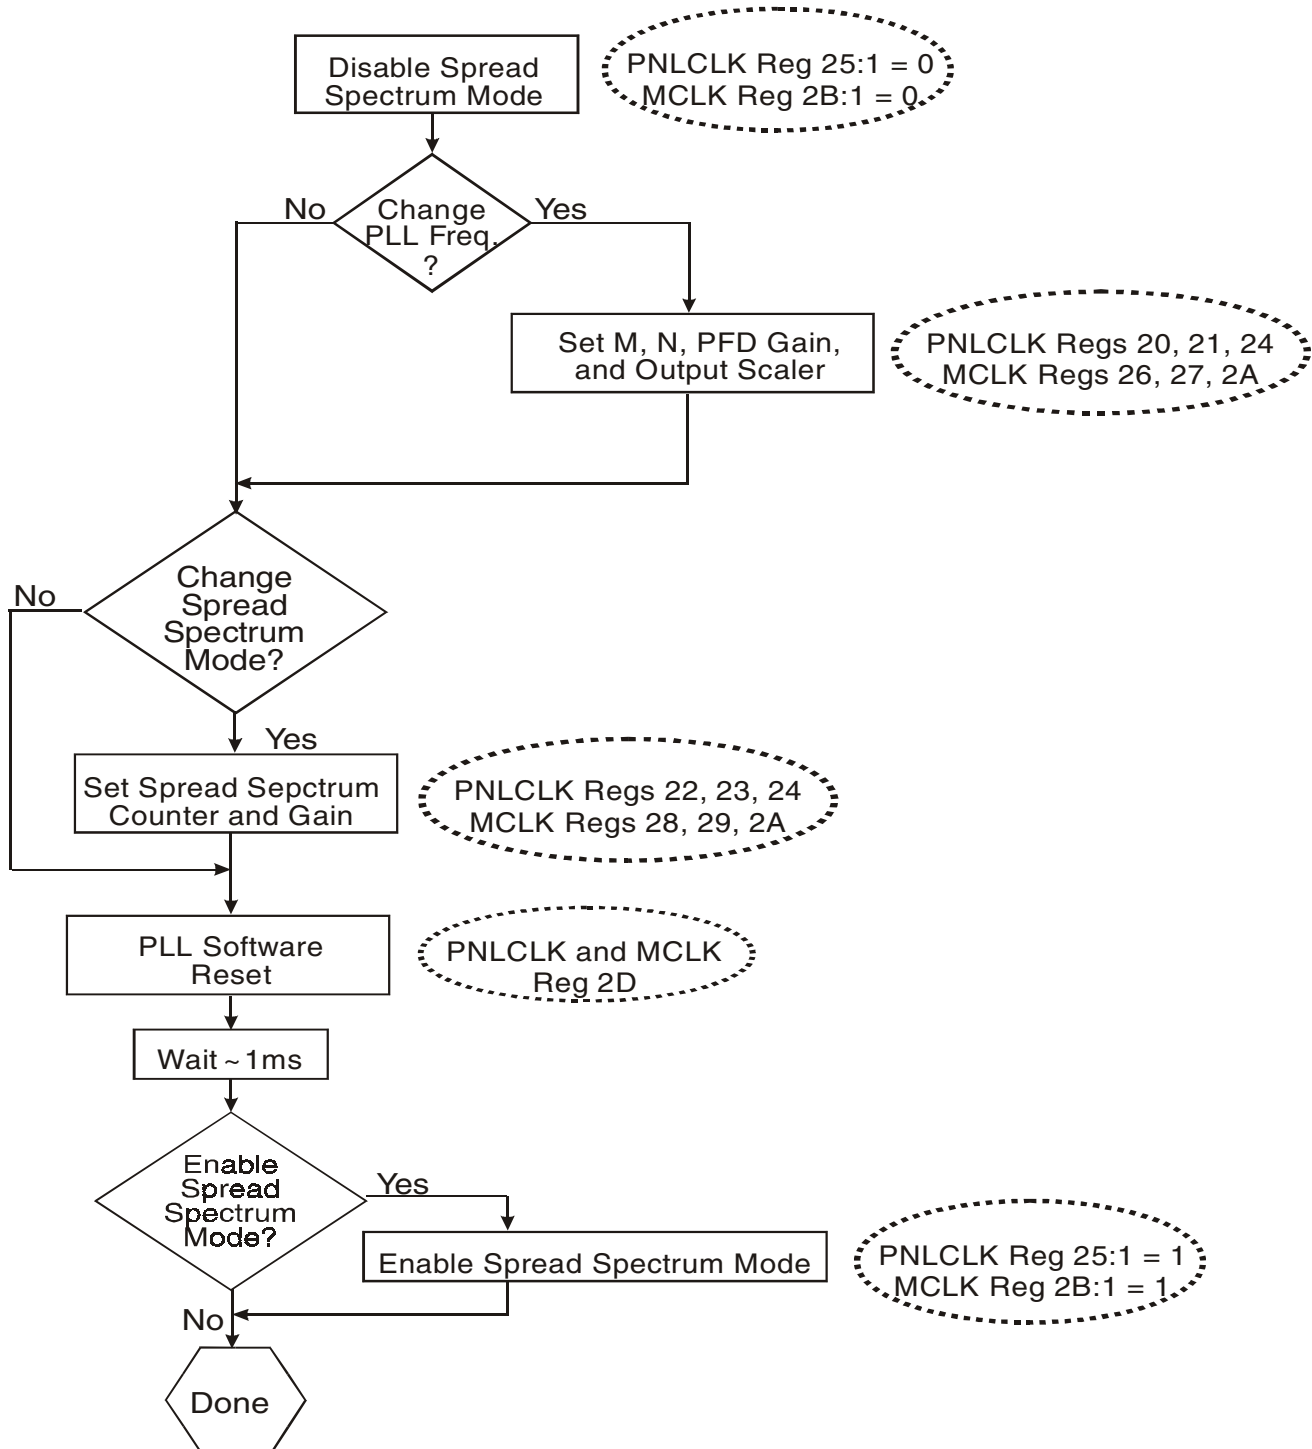 Disable Spread
Spectrum Mode
PNLCLK Reg 25:1 = 0
MCLK Reg 2B:1 = 0
No
Change
PLL Freq.
?
Yes
Set M, N, PFD Gain,
and Output Scaler
PNLCLK Regs 20, 21, 24
MCLK Regs 26, 27, 2A
No
Change
Spread
Spectrum
Mode?
Yes
Set Spread Sepctrum
Counter and Gain
PNLCLK Regs 22, 23, 24
MCLK Regs 28, 29, 2A
PLL Software
Reset
PNLCLK and MCLK
Reg 2D
Wait ~ 1ms
Enable
Spread
Spectrum
Mode?
Yes
Enable Spread Spectrum Mode
PNLCLK Reg 25:1 = 1
MCLK Reg 2B:1 = 1
No
Done